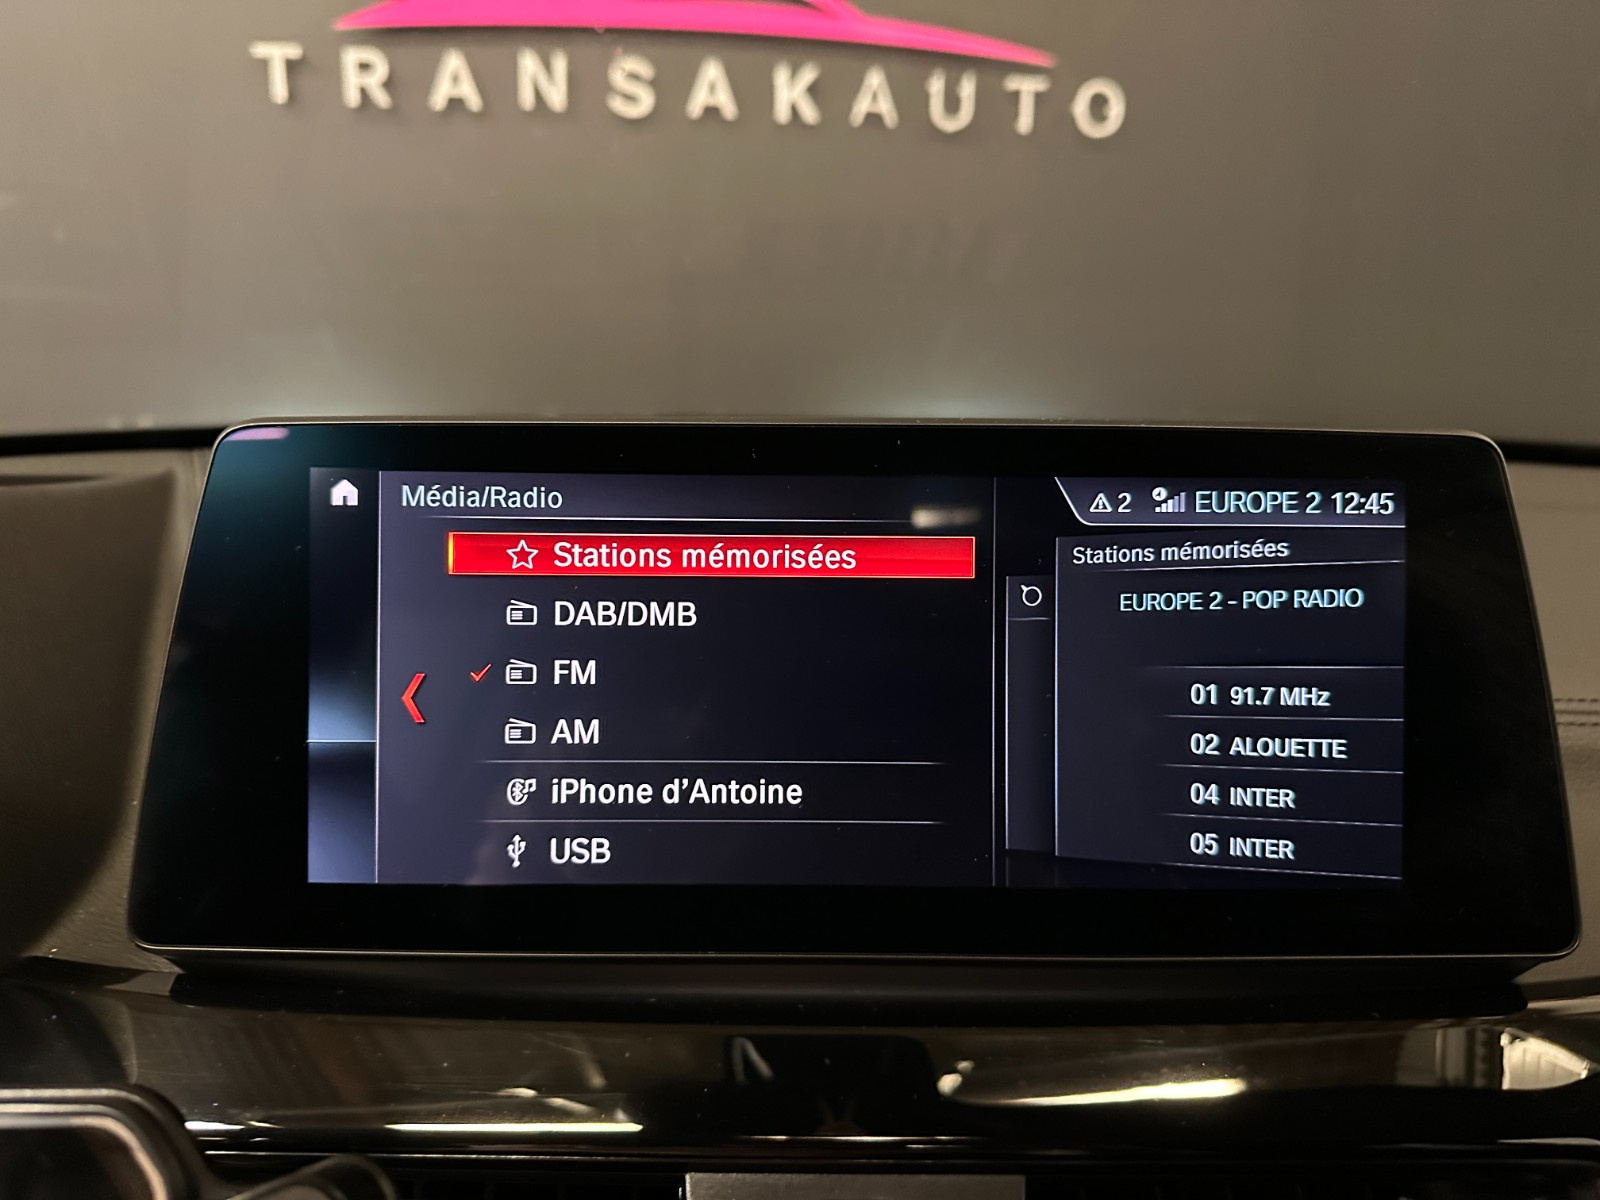 TRANSAKAUTO
Média/Radio
Stations mémorisées
DAB/DMB
FM
AM
iPhone d'Antoine
USB
2 EUROPE 2 12:45
Stations mémorisées
EUROPE 2 - POP RADIO
01 91.7 MHz
02 ALOUETTE
04 INTER
05 INTER